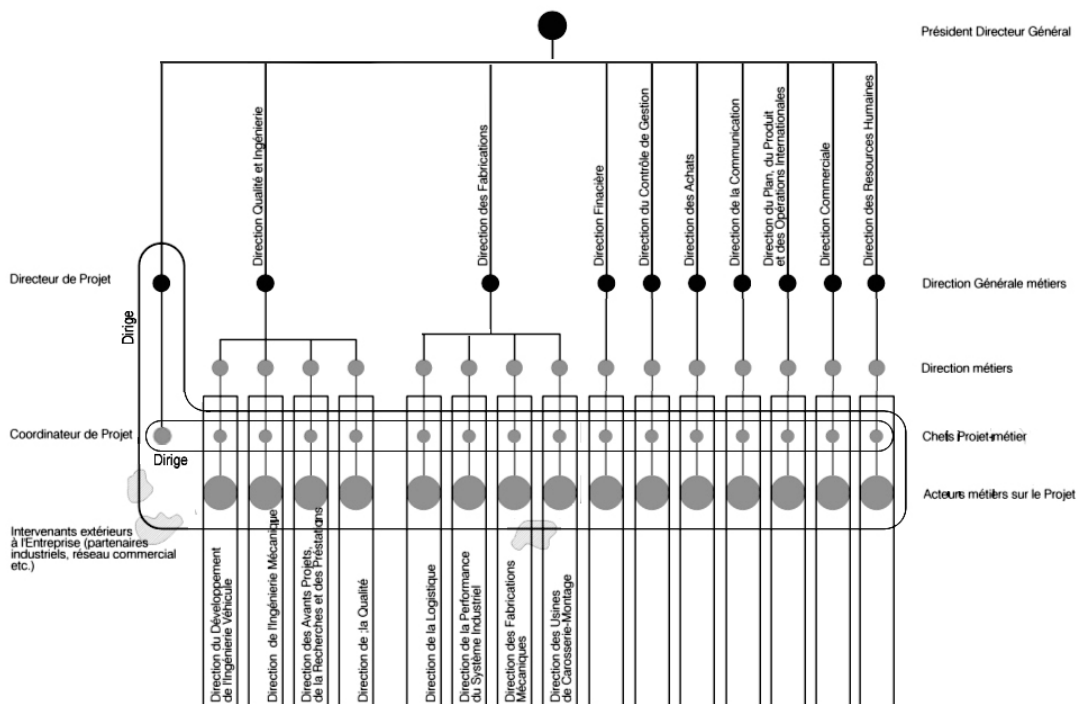 Président Directeur Général
Direction Qualité et Ingénierie
Direction des Fabrications
Direction Finacière
Direction du Contrôle de Gestion
Direction des Achats
Direction de la Communication
Direction du Plan, du Produit
et des Opérations Internationales
Direction Commerciale
Direction des Resources Humaines
Directeur de Projet
Direction Générale métiers
Dirige
Direction métiers
Coordinateur de Projet
Chefs Projet-métier
Dirige
Acteurs métiers sur le Projet
Intervenants extérieurs
à l'Entreprise (partenaires
industriels, réseau commercial
etc.)
Direction du Développement
de l'Ingénierie Véhicule
Direction de l'Ingénierie Mécanique
Direction des Avants Projets,
de la Recherches et des Préstations
Direction de ;la Qualité
Direction de la Logistique
Direction de la Performance
du Système Industriel
Direction des Fabrications
Mécaniques
Direction des Usines
de Carosserie-Montage